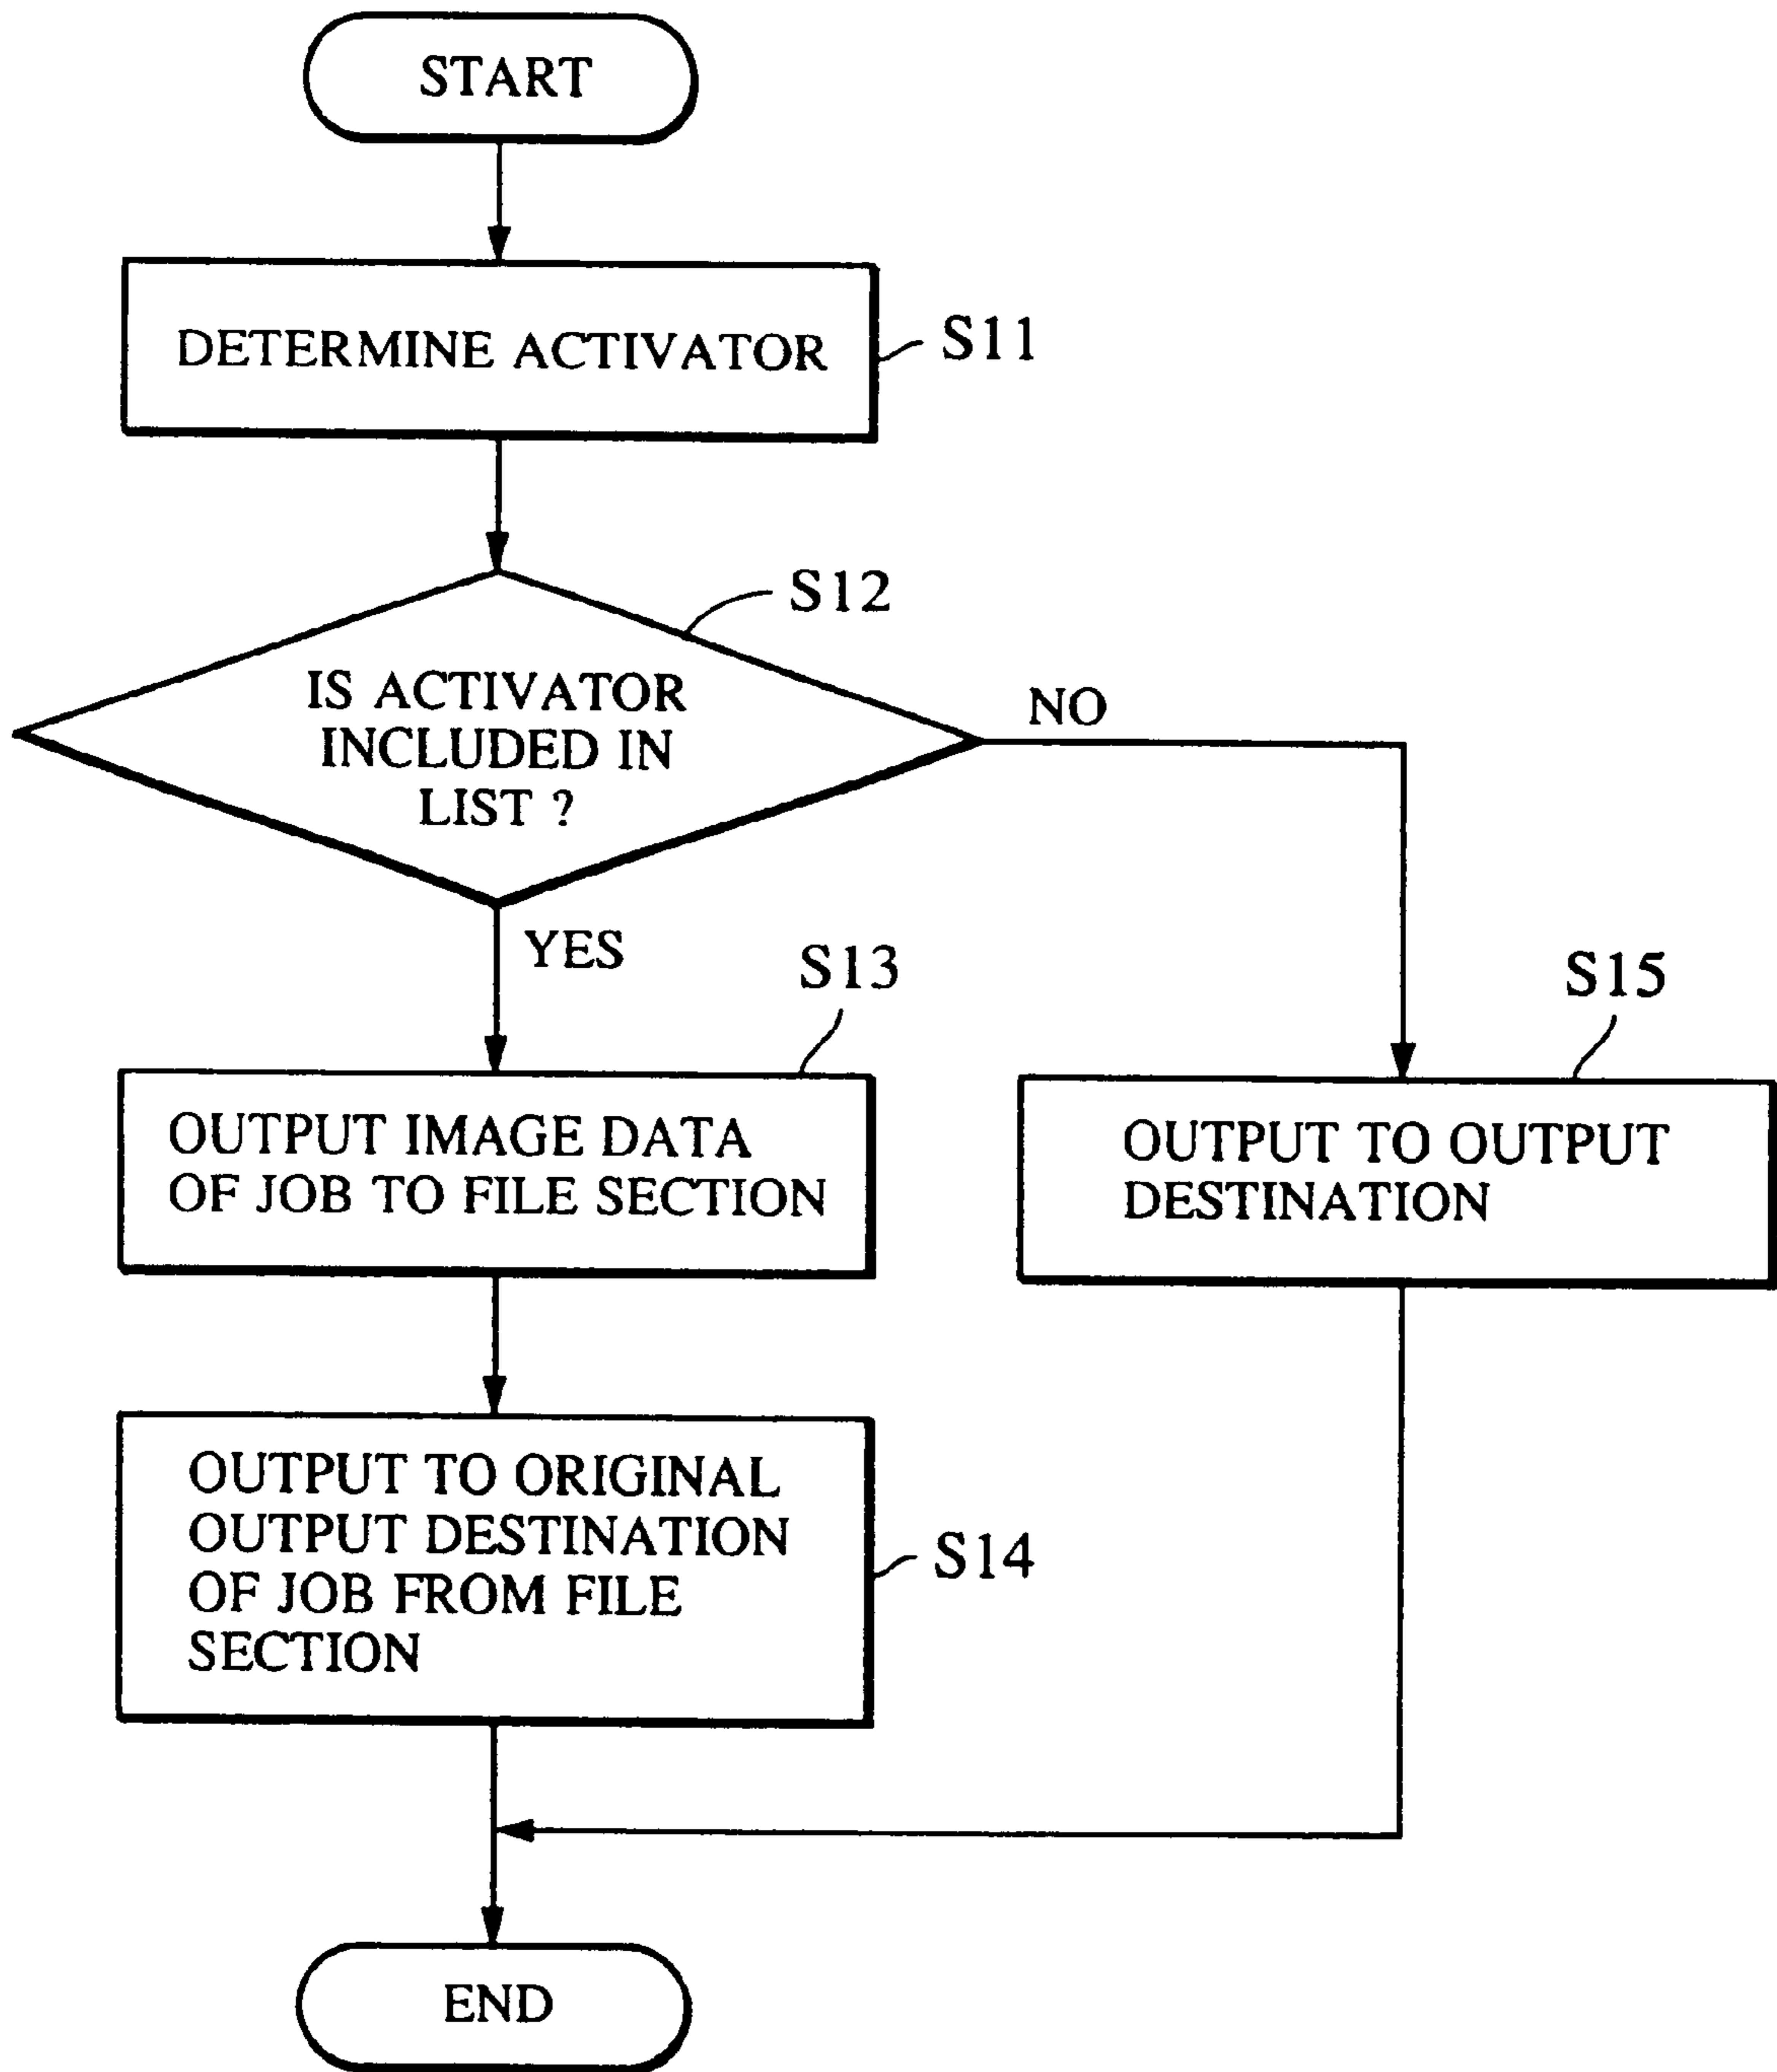 START
DETERMINE ACTIVATOR
S11
S12
IS ACTIVATOR
INCLUDED IN
LIST ?
NO
YES
S13
OUTPUT IMAGE DATA
OF JOB TO FILE SECTION
S15
OUTPUT TO OUTPUT
DESTINATION
OUTPUT TO ORIGINAL
OUTPUT DESTINATION
OF JOB FROM FILE
SECTION
S14
END